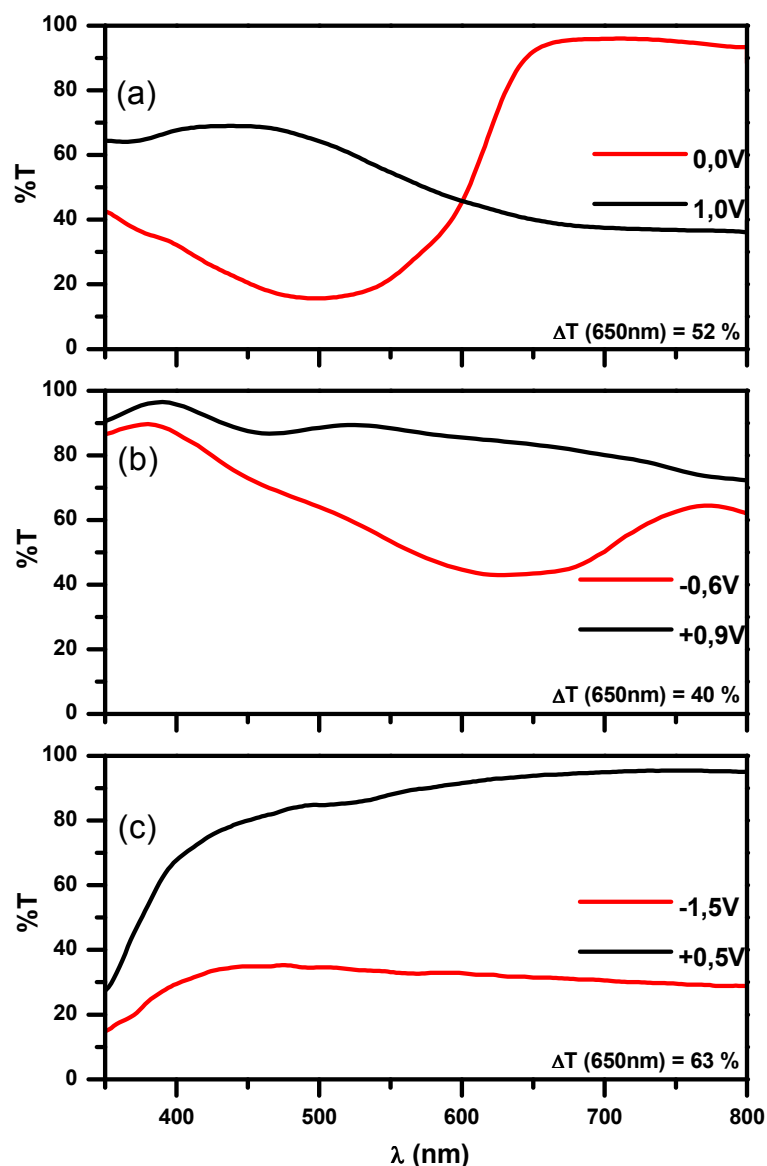 100
(a)
80
60
%T
0,0V
1,0V
40
20
ΔT (650nm) = 52 %
0
100
80
(b)
60
%T
40
-0,6V
+0,9V
20
ΔT (650nm) = 40 %
0
100
80
(c)
60
%T
-1,5V
+0,5V
40
20
ΔT (650nm) = 63 %
0
400 500 600 700 800
λ (nm)